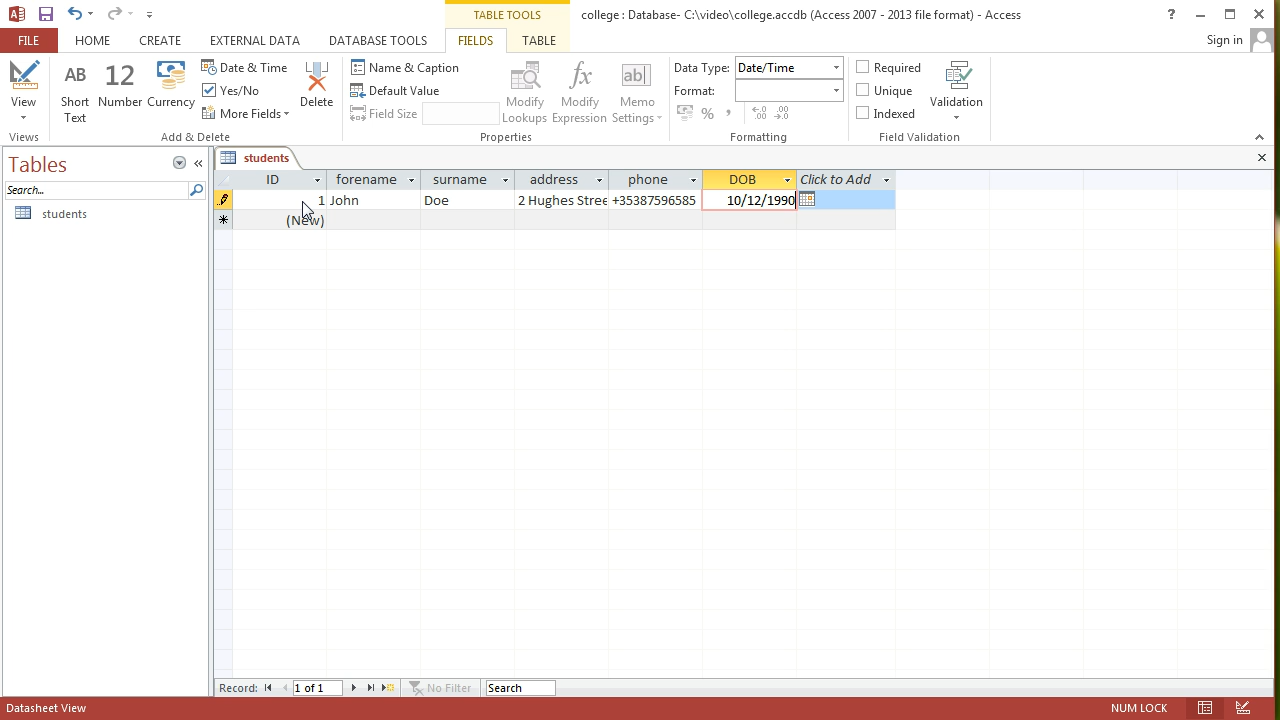 TABLE TOOLS
college : Database- C:\video\college.accdb (Access 2007 - 2013 file format) - Access
?
FILE HOME CREATE EXTERNAL DATA DATABASE TOOLS FIELDS TABLE Sign in
View
Views
AB
Short
Text
12
Number
Currency
Date & Time
Yes/No
More Fields
Delete
Add & Delete
Name & Caption
Default Value
Field Size
Modify
Lookups
fx
Modify
Expression
ab
Memo
Settings
Properties
Data Type: Date/Time
Format:
% , .00 .00
Formatting
Required
Unique
Indexed
Validation
Field Validation
Tables
Search...
students
students
ID forename surname address phone DOB Click to Add
1 John Doe 2 Hughes Stree +35387596585 10/12/1990
(New)
Record: 1 of 1 No Filter Search
Datasheet View NUM LOCK